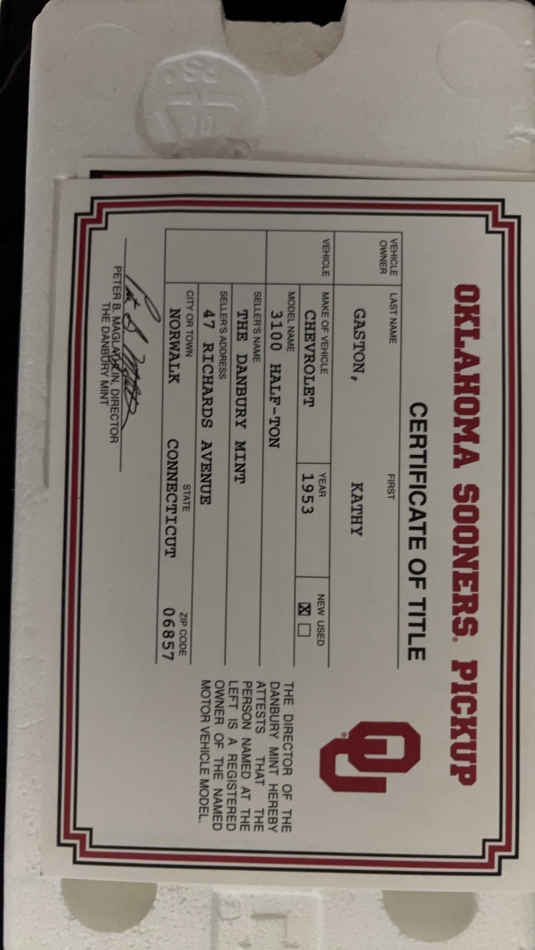 OKLAHOMA SOONERS® PICKUP
CERTIFICATE OF TITLE
VEHICLE OWNER
LAST NAME FIRST
GASTON, KATHY
VEHICLE
MAKE OF VEHICLE YEAR NEW USED
CHEVROLET 1953 X
MODEL NAME
3100 HALF-TON
SELLER'S NAME
THE DANBURY MINT
SELLER'S ADDRESS
47 RICHARDS AVENUE
CITY OR TOWN STATE ZIP CODE
NORWALK CONNECTICUT 06857
PETER B. MAGLATHLIN, DIRECTOR
THE DANBURY MINT
OU®
THE DIRECTOR OF THE
DANBURY MINT HEREBY
ATTESTS THAT THE
PERSON NAMED AT THE
LEFT IS A REGISTERED
OWNER OF THE NAMED
MOTOR VEHICLE MODEL.